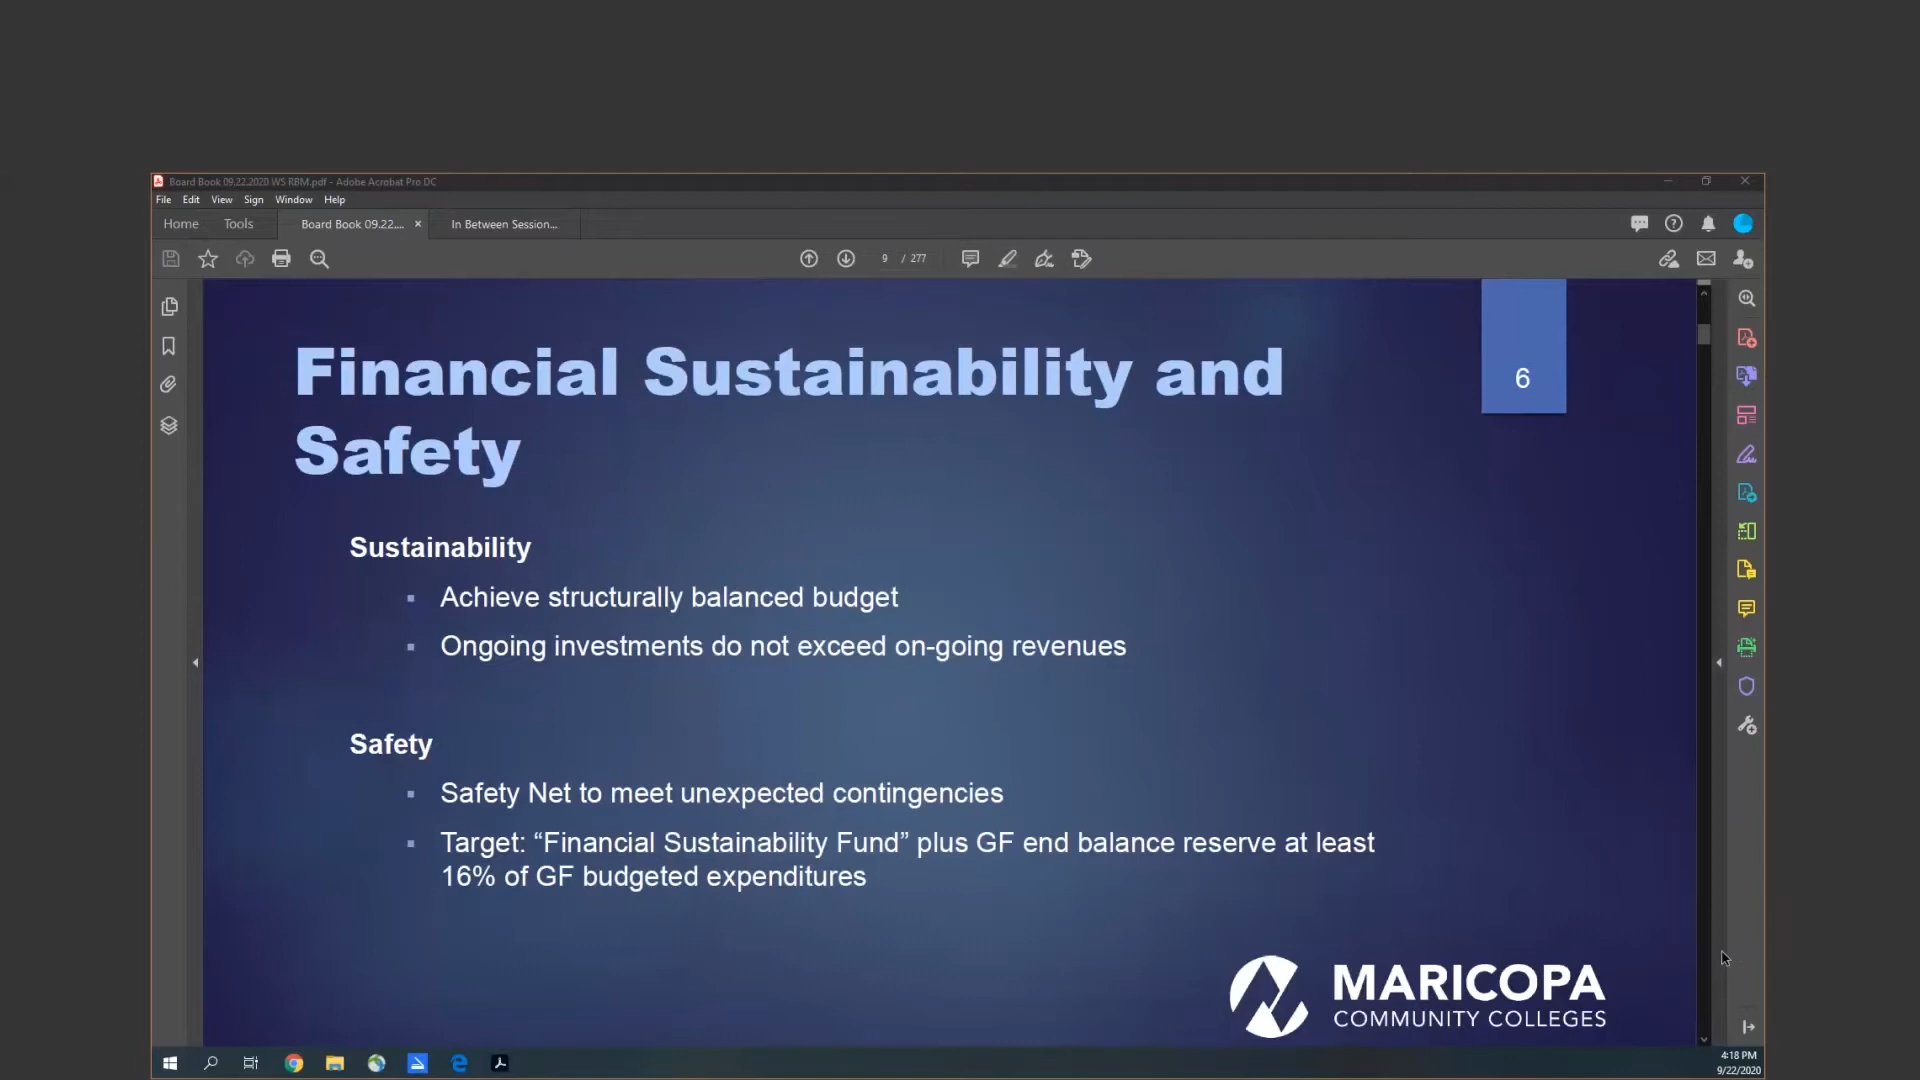 Board Book 09.22.2020 WS RBM.pdf - Adobe Acrobat Pro DC
File Edit View Sign Window Help
Home Tools Board Book 09.22.... × In Between Session...
9 / 277
Financial Sustainability and
Safety
6
Sustainability
▪ Achieve structurally balanced budget
▪ Ongoing investments do not exceed on-going revenues
Safety
▪ Safety Net to meet unexpected contingencies
▪ Target: “Financial Sustainability Fund” plus GF end balance reserve at least
16% of GF budgeted expenditures
MARICOPA
COMMUNITY COLLEGES
4:18 PM
9/22/2020